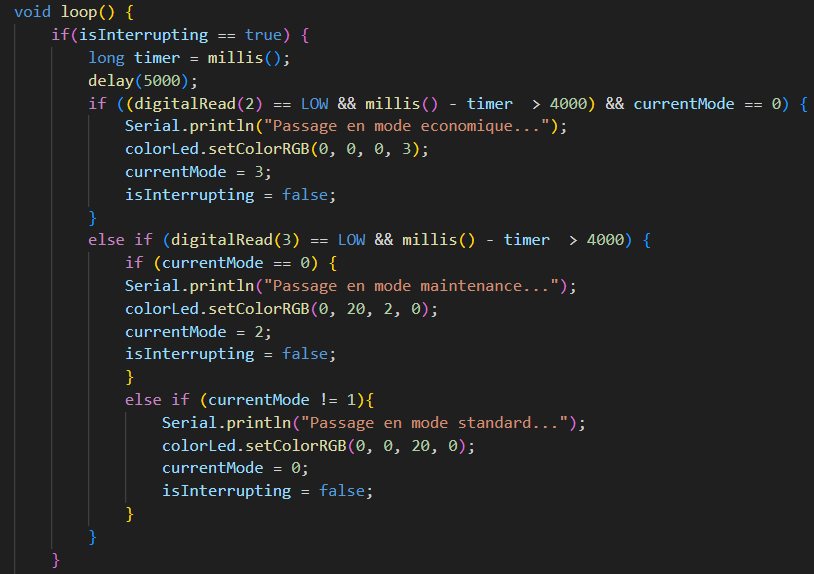 void loop() {
    if(isInterrupting == true) {
        long timer = millis();
        delay(5000);
        if ((digitalRead(2) == LOW && millis() - timer  > 4000) && currentMode == 0) {
            Serial.println("Passage en mode economique...");
            colorLed.setColorRGB(0, 0, 0, 3);
            currentMode = 3;
            isInterrupting = false;
        }
        else if (digitalRead(3) == LOW && millis() - timer  > 4000) {
            if (currentMode == 0) {
            Serial.println("Passage en mode maintenance...");
            colorLed.setColorRGB(0, 20, 2, 0);
            currentMode = 2;
            isInterrupting = false;
            }
            else if (currentMode != 1){
                Serial.println("Passage en mode standard...");
                colorLed.setColorRGB(0, 0, 20, 0);
                currentMode = 0;
                isInterrupting = false;
            }
        }
    }